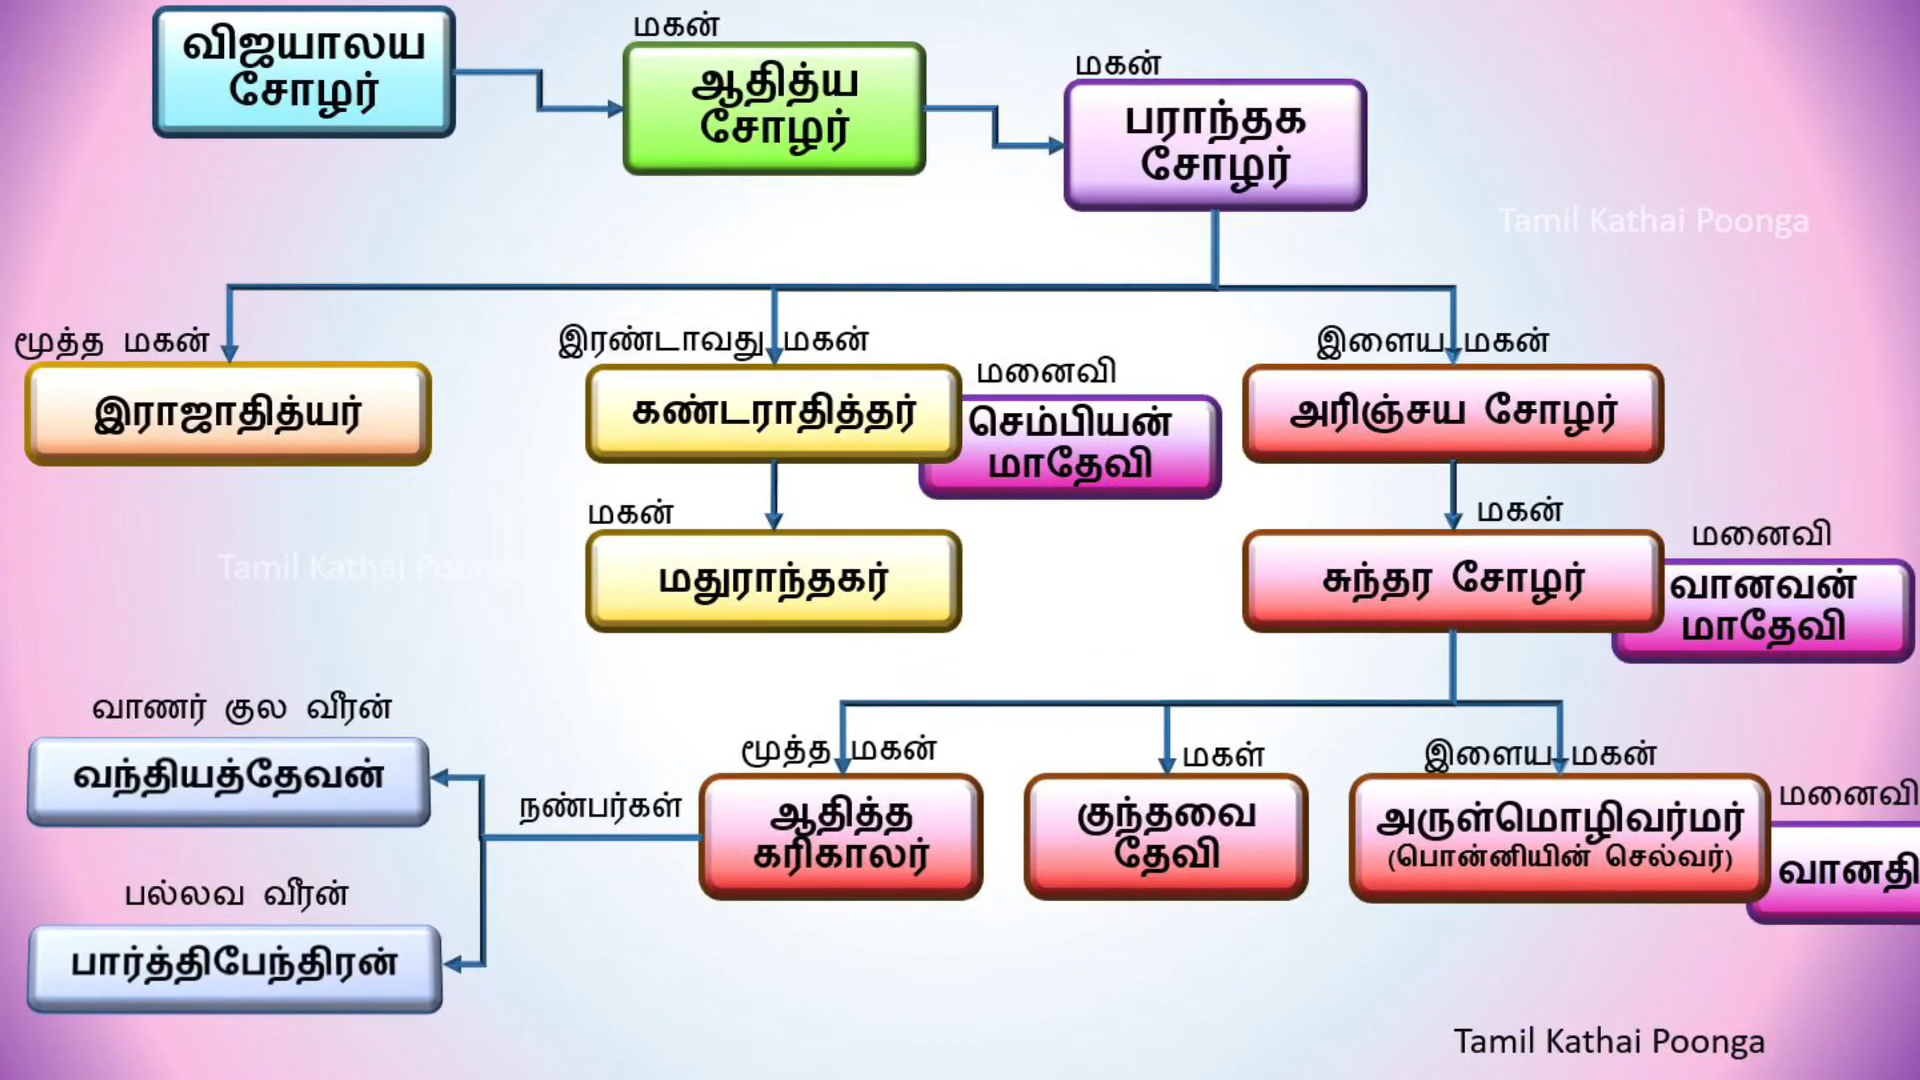 விஜயாலய
சோழர்
மகன்
ஆதித்ய
சோழர்
மகன்
பராந்தக
சோழர்
Tamil Kathai Poonga
மூத்த மகன்
இராஜாதித்யர்
இரண்டாவது மகன்
கண்டராதித்தர்
மனைவி
செம்பியன்
மாதேவி
இளைய மகன்
அரிஞ்சய சோழர்
மகன்
மதுராந்தகர்
மகன்
சுந்தர சோழர்
மனைவி
வானவன்
மாதேவி
Tamil Kathai Poonga
வாணர் குல வீரன்
வந்தியத்தேவன்
நண்பர்கள்
பல்லவ வீரன்
பார்த்திபேந்திரன்
மூத்த மகன்
ஆதித்த
கரிகாலர்
மகள்
குந்தவை
தேவி
இளைய மகன்
அருள்மொழிவர்மர்
(பொன்னியின் செல்வர்)
மனைவி
வானதி
Tamil Kathai Poonga